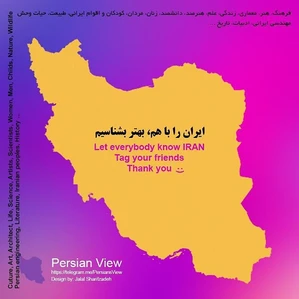 فرهنگ، هنر، معماری، زندگی، علم، هنرمند، دانشمند، زنان، مردان، کودکان و اقوام ایرانی، طبیعت، حیات وحش
مهندسی ایرانی، ادبیات، تاریخ ...
Cuture, Art, Architect, Life, Science, Artists, Scientists, Women, Man, Childs, Nature, Wildlife
Persian engineering, Literature, Iranian peoples, History ...
ایران را با هم، بهتر بشناسیم
Let everybody know IRAN
Tag your friends
Thank you
Persian View
https://telegram.me/PersiansView
Design by: Jalal Sharifzadeh